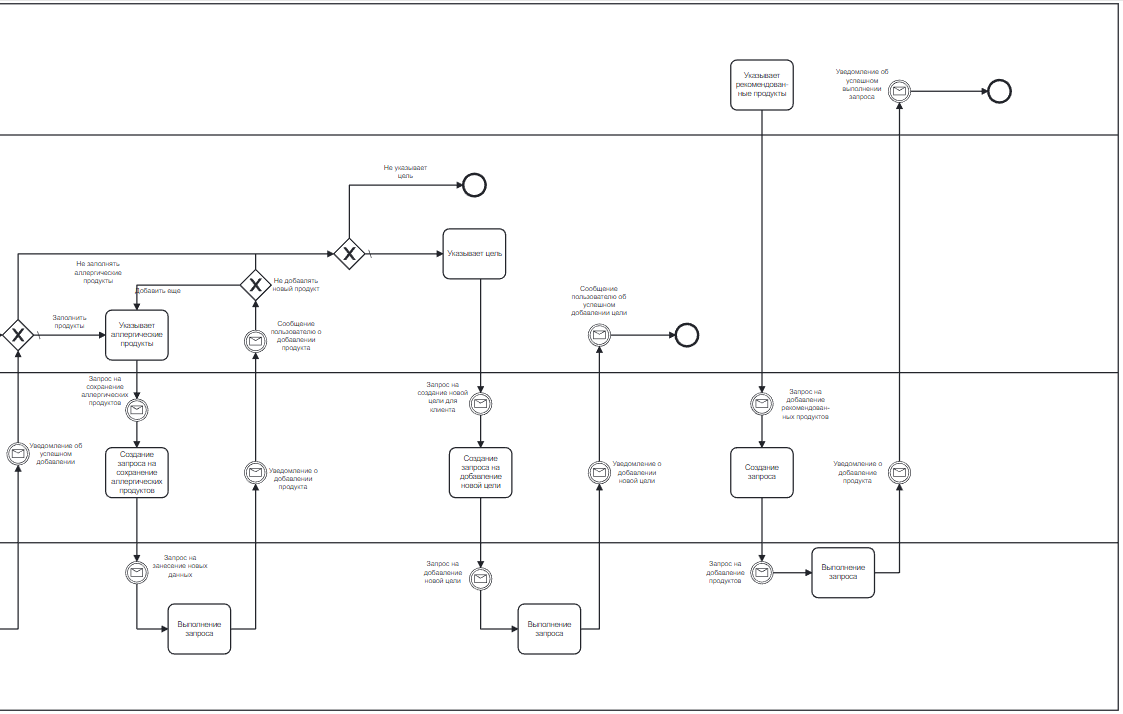 Указывает
рекомендован-
ные продукты
Уведомление об
успешном
выполнении
запроса
Не указывает
цель
X
Указывает цель
Не заполнять
аллергические
продукты
Добавить еще
X
Не добавлять
новый продукт
Сообщение
пользователю об
успешном
добавлении цели
X
Заполнить
продукты
Указывает
аллергические
продукты
Сообщение
пользователю о
добавлении
продукта
Запрос на
сохранение
аллергических
продуктов
Запрос на
создание новой
цели для
клиента
Запрос на
добавление
рекомендован-
ных продуктов
Уведомление об
успешном
добавлении
Создание
запроса на
сохранение
аллергических
продуктов
Уведомление о
добавлении
продукта
Создание
запроса на
добавление
новой цели
Уведомление о
добавлении
новой цели
Создание
запроса
Уведомление о
добавлении
продукта
Запрос на
занесение новых
данных
Запрос на
добавление
новой цели
Запрос на
добавление
продуктов
Выполнение
запроса
Выполнение
запроса
Выполнение
запроса